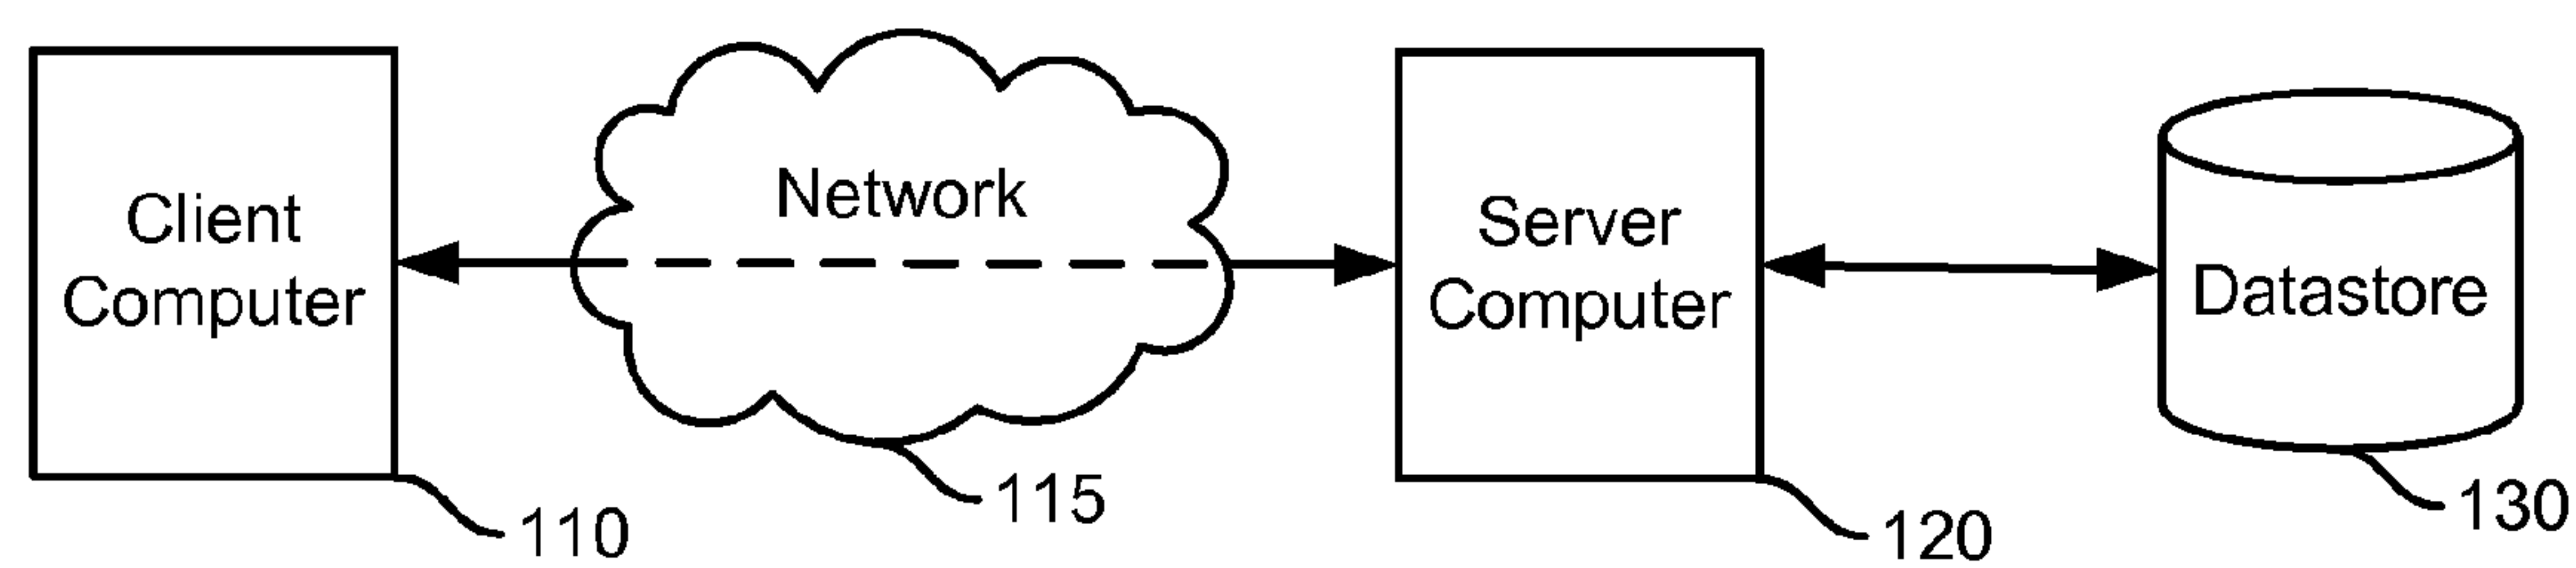 Client
Computer
110
Network
115
Server
Computer
120
Datastore
130